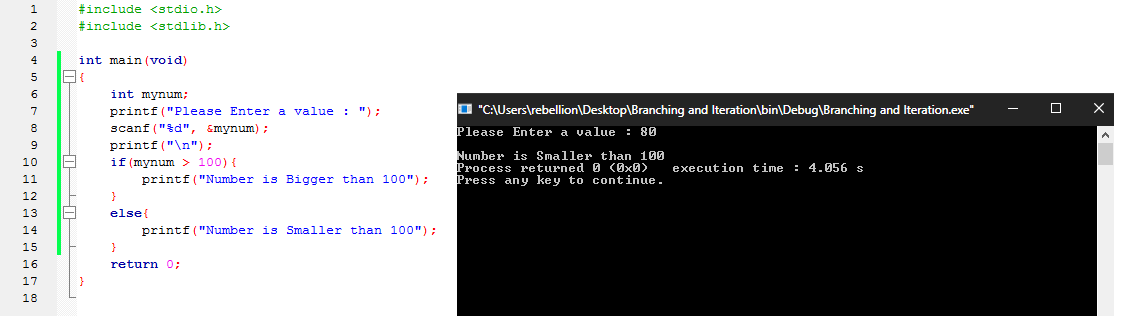 1 #include <stdio.h>
2 #include <stdlib.h>
3
4 int main(void)
5 {
6 int mynum;
7 printf("Please Enter a value : ");
8 scanf("%d", &mynum);
9 printf("\n");
10 if(mynum > 100){
11 printf("Number is Bigger than 100");
12 }
13 else{
14 printf("Number is Smaller than 100");
15 }
16 return 0;
17 }
18
"C:\Users\rebellion\Desktop\Branching and Iteration\bin\Debug\Branching and Iteration.exe"
Please Enter a value : 80
Number is Smaller than 100
Process returned 0 (0x0) execution time : 4.056 s
Press any key to continue.